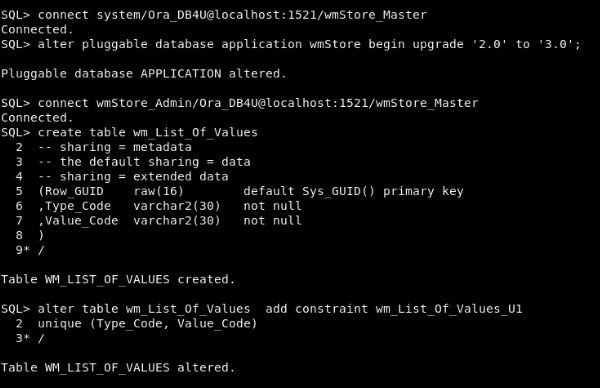 SQL> connect system/Ora_DB4U@localhost:1521/wmStore_Master
Connected.
SQL> alter pluggable database application wmStore begin upgrade '2.0' to '3.0';
Pluggable database APPLICATION altered.
SQL> connect wmStore_Admin/Ora_DB4U@localhost:1521/wmStore_Master
Connected.
SQL> create table wm_List_Of_Values
2 -- sharing = metadata
3 -- the default sharing = data
4 -- sharing = extended data
5 (Row_GUID raw(16) default Sys_GUID() primary key
6 ,Type_Code varchar2(30) not null
7 ,Value_Code varchar2(30) not null
8 )
9* /
Table WM_LIST_OF_VALUES created.
SQL> alter table wm_List_Of_Values add constraint wm_List_Of_Values_U1
2 unique (Type_Code, Value_Code)
3* /
Table WM_LIST_OF_VALUES altered.